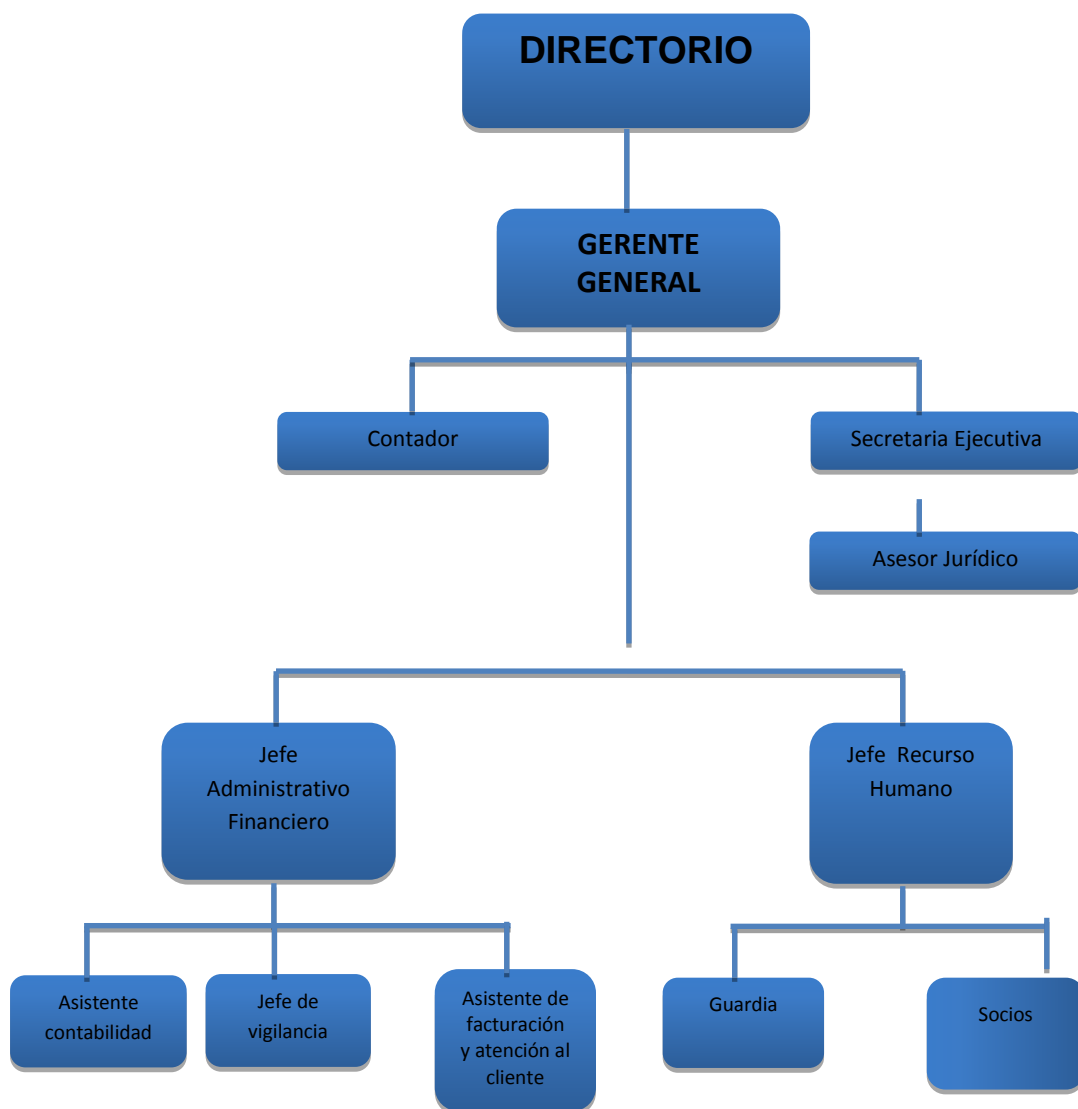 DIRECTORIO
GERENTE
GENERAL
Contador
Secretaria Ejecutiva
Asesor Jurídico
Jefe
Administrativo
Financiero
Jefe Recurso
Humano
Asistente
contabilidad
Jefe de
vigilancia
Asistente de
facturación
y atención al
cliente
Guardia
Socios